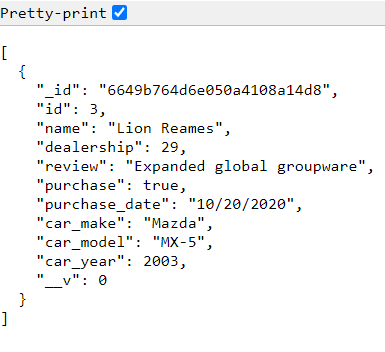 Pretty-print
[
  {
    "_id": "6649b764d6e050a4108a14d8",
    "id": 3,
    "name": "Lion Reames",
    "dealership": 29,
    "review": "Expanded global groupware",
    "purchase": true,
    "purchase_date": "10/20/2020",
    "car_make": "Mazda",
    "car_model": "MX-5",
    "car_year": 2003,
    "__v": 0
  }
]